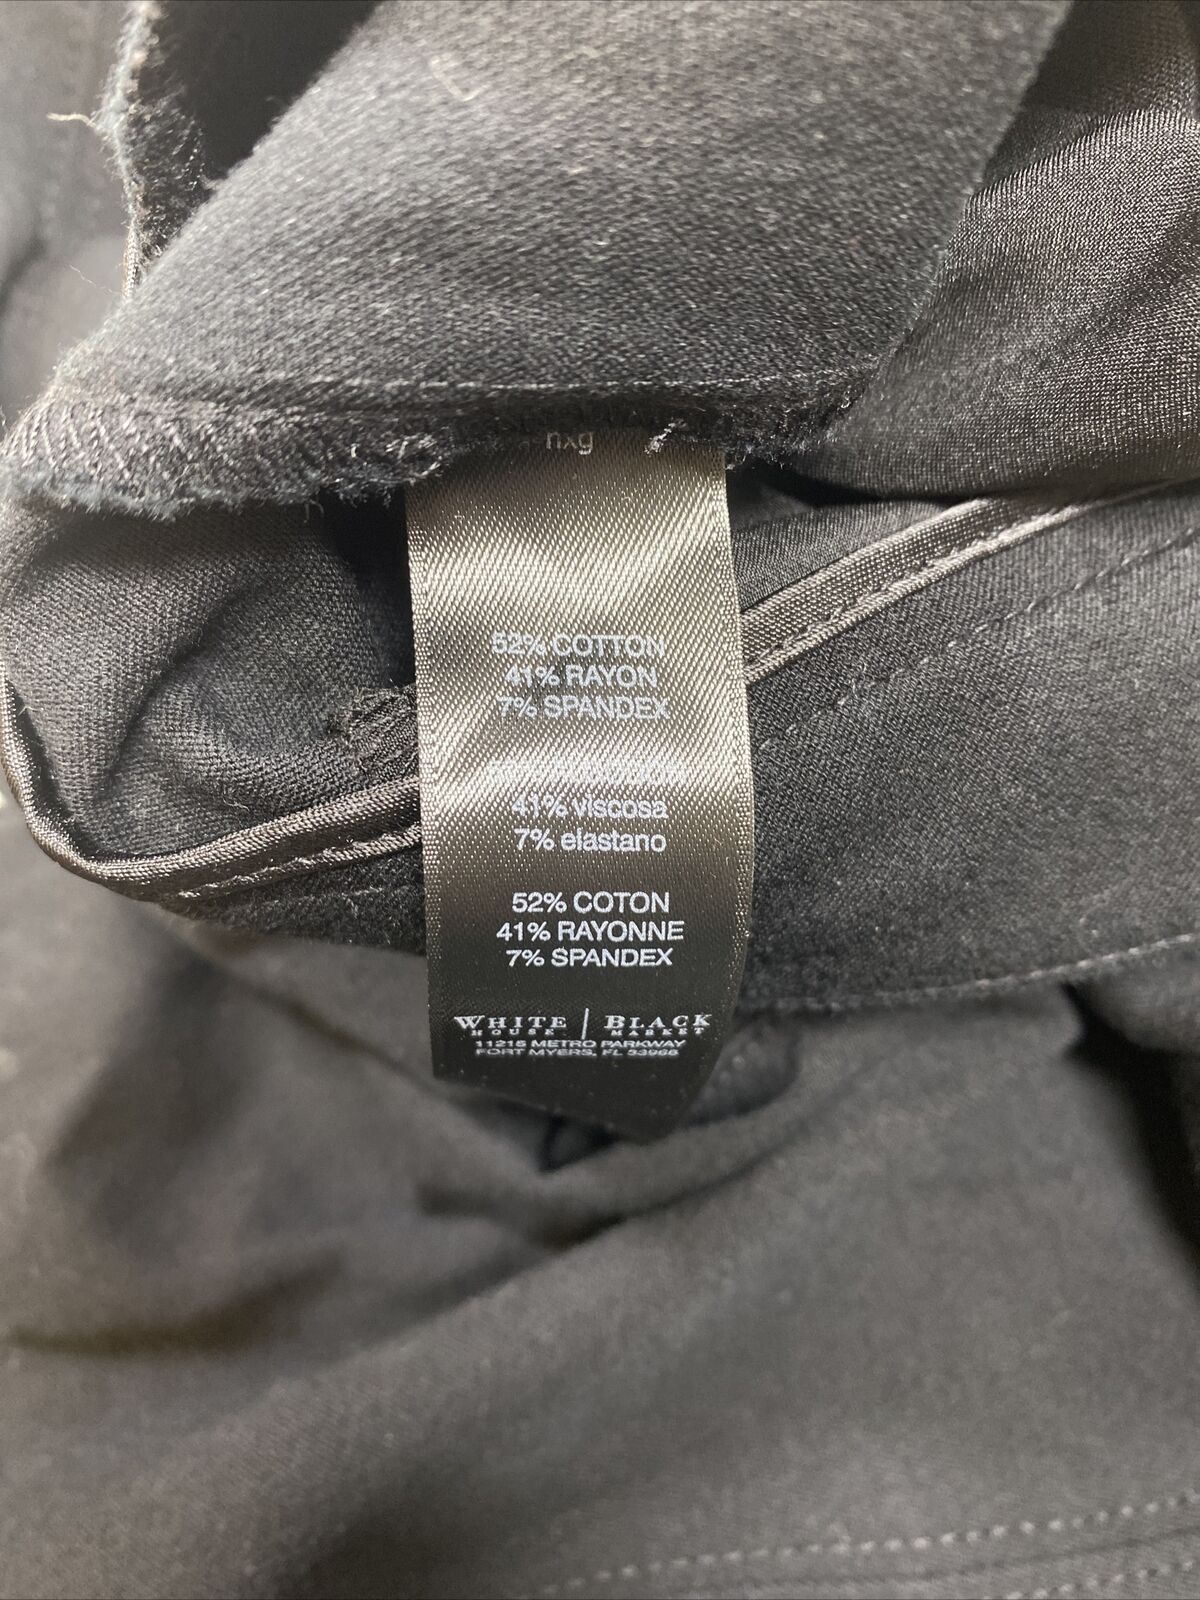 nxg
52% COTTON
41% RAYON
7% SPANDEX
41% viscosa
7% elastano
52% COTON
41% RAYONNE
7% SPANDEX
WHITE | BLACK
HOUSE MARKET
11215 METRO PARKWAY
FORT MYERS, FL 33966